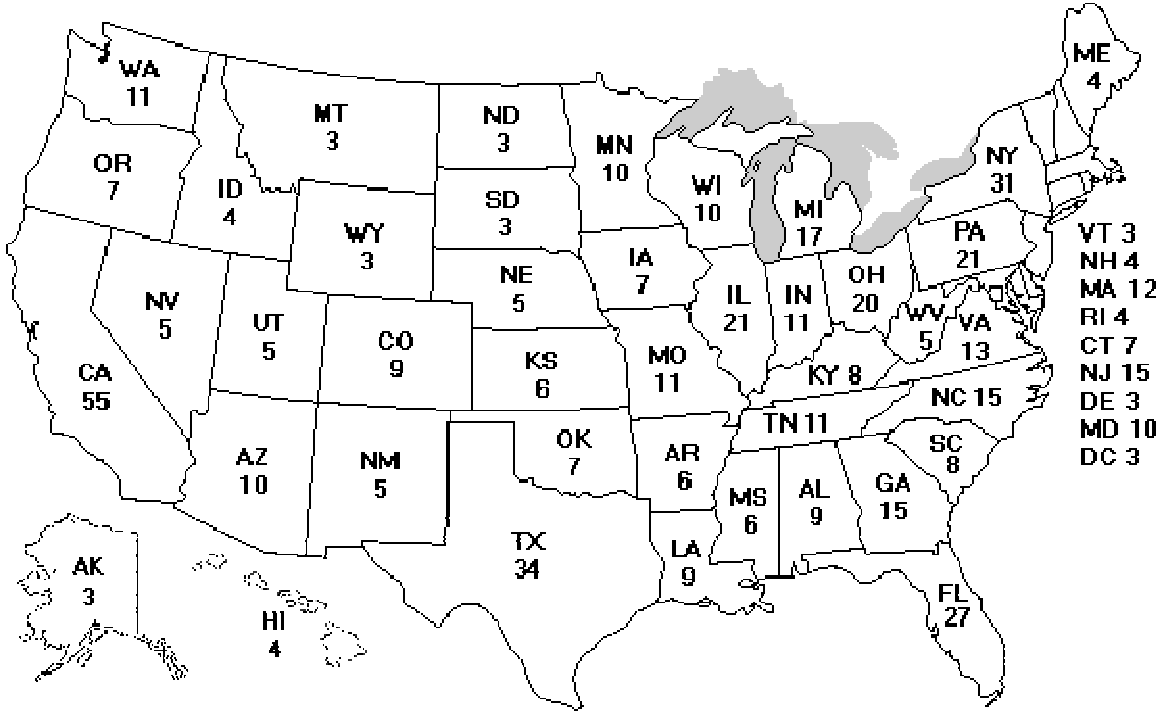 WA
11
OR
7
CA
55
ID
4
NV
5
MT
3
WY
3
UT
5
AZ
10
CO
9
NM
5
ND
3
SD
3
NE
5
KS
6
OK
7
TX
34
MN
10
IA
7
MO
11
AR
6
LA
9
WI
10
IL
21
MI
17
IN
11
OH
20
KY 8
TN 11
MS
6
AL
9
GA
15
FL
27
SC
8
NC 15
VA
13
WV
5
PA
21
NY
31
ME
4
VT 3
NH 4
MA 12
RI 4
CT 7
NJ 15
DE 3
MD 10
DC 3
AK
3
HI
4